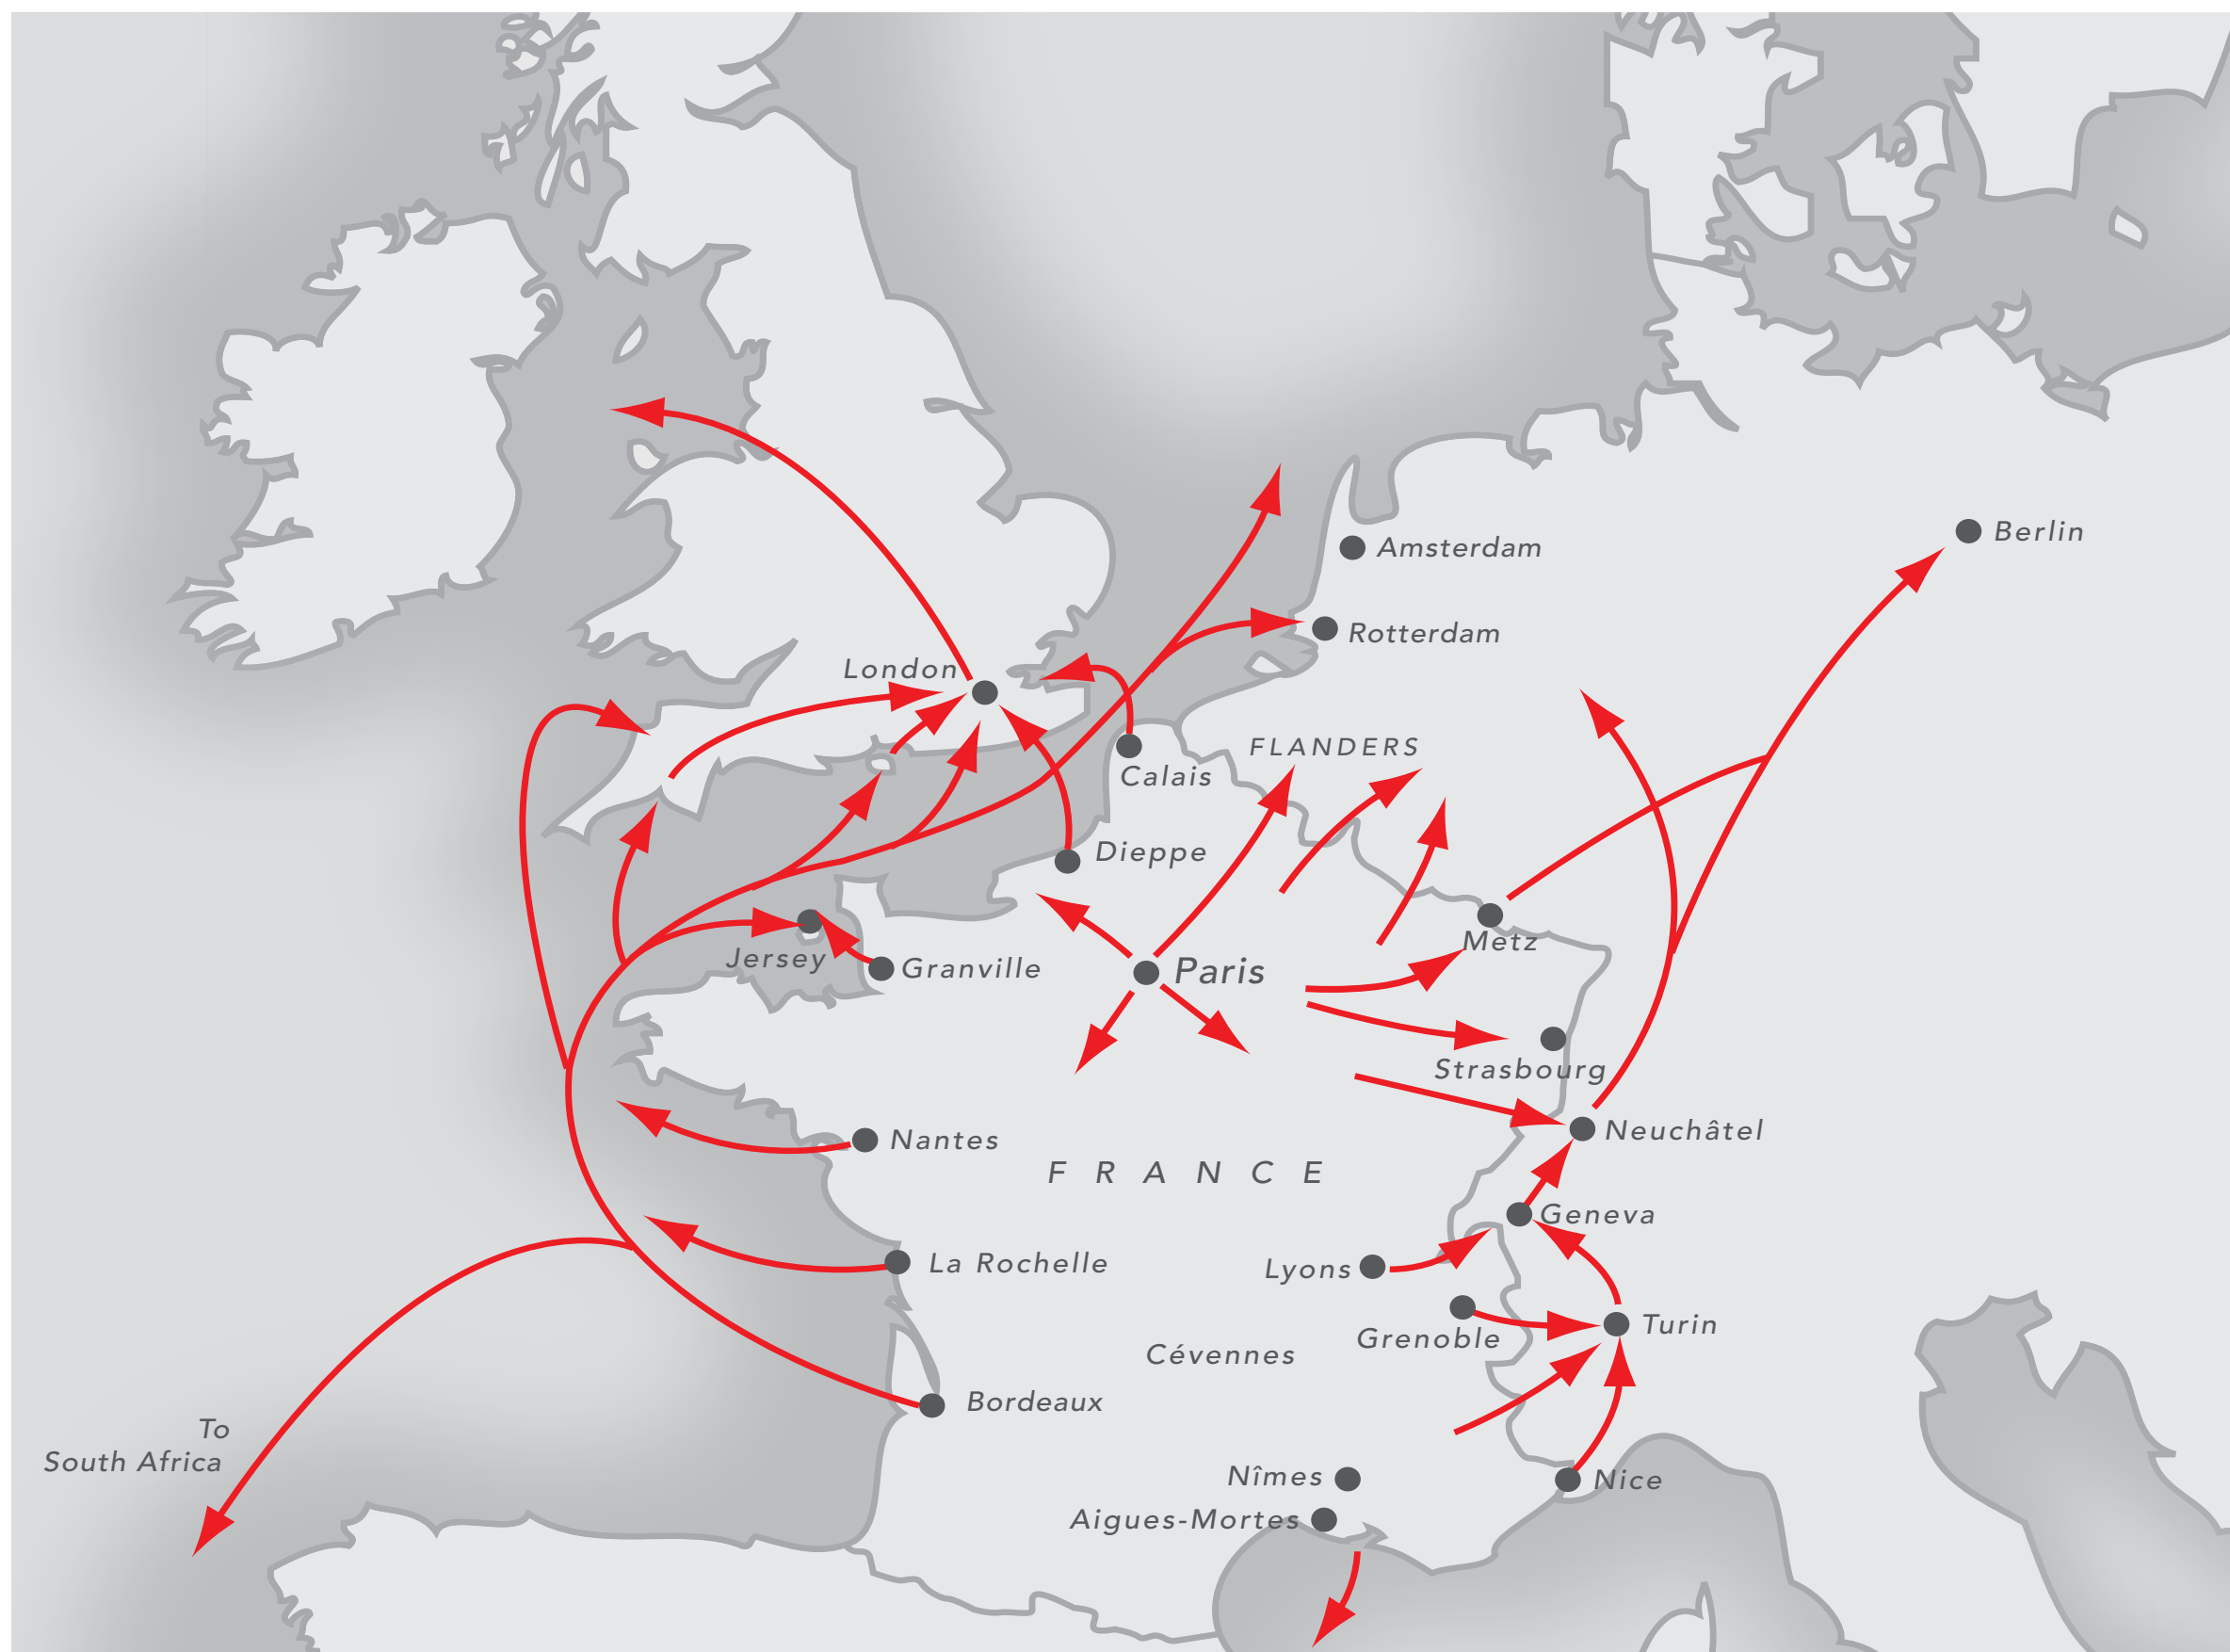 Berlin
Amsterdam
Rotterdam
London
FLANDERS
Calais
Dieppe
Metz
Jersey
Granville
Paris
Strasbourg
Neuchâtel
Nantes
FRANCE
Geneva
La Rochelle
Lyons
Turin
Grenoble
Cévennes
Bordeaux
To
South Africa
Nîmes
Nice
Aigues-Mortes